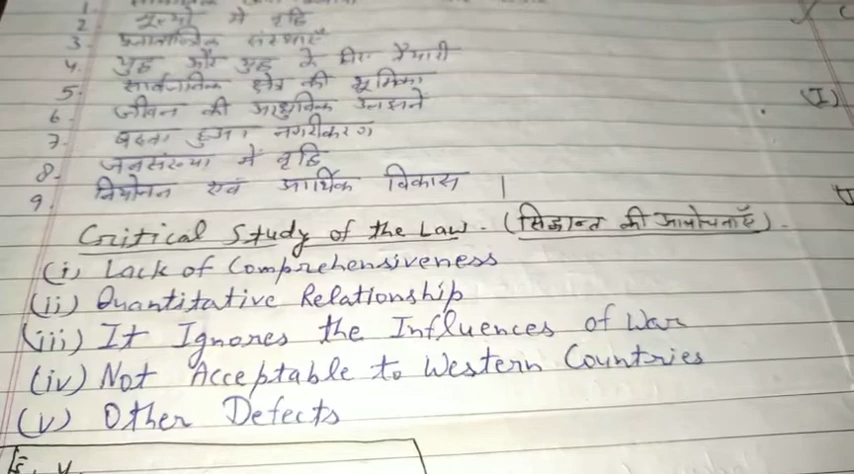 1.
2 मूल्यों में वृद्धि
3. प्रजातान्त्रिक संस्थाएँ
4. युद्ध और युद्ध के लिए तैयारी
5. सार्वजनिक क्षेत्र की भूमिका
6. जीवन की आधुनिक उलझनें
7. बढ़ता हुआ नगरीकरण
8. जनसंख्या में वृद्धि
9. नियोजन एवं आर्थिक विकास |
Critical Study of the Law. (सिद्धान्त की आलोचनाएँ).
(i) Lack of Comprehensiveness
(ii) Quantitative Relationship
(iii) It Ignores the Influences of War
(iv) Not Acceptable to Western Countries
(v) Other Defects
(I)